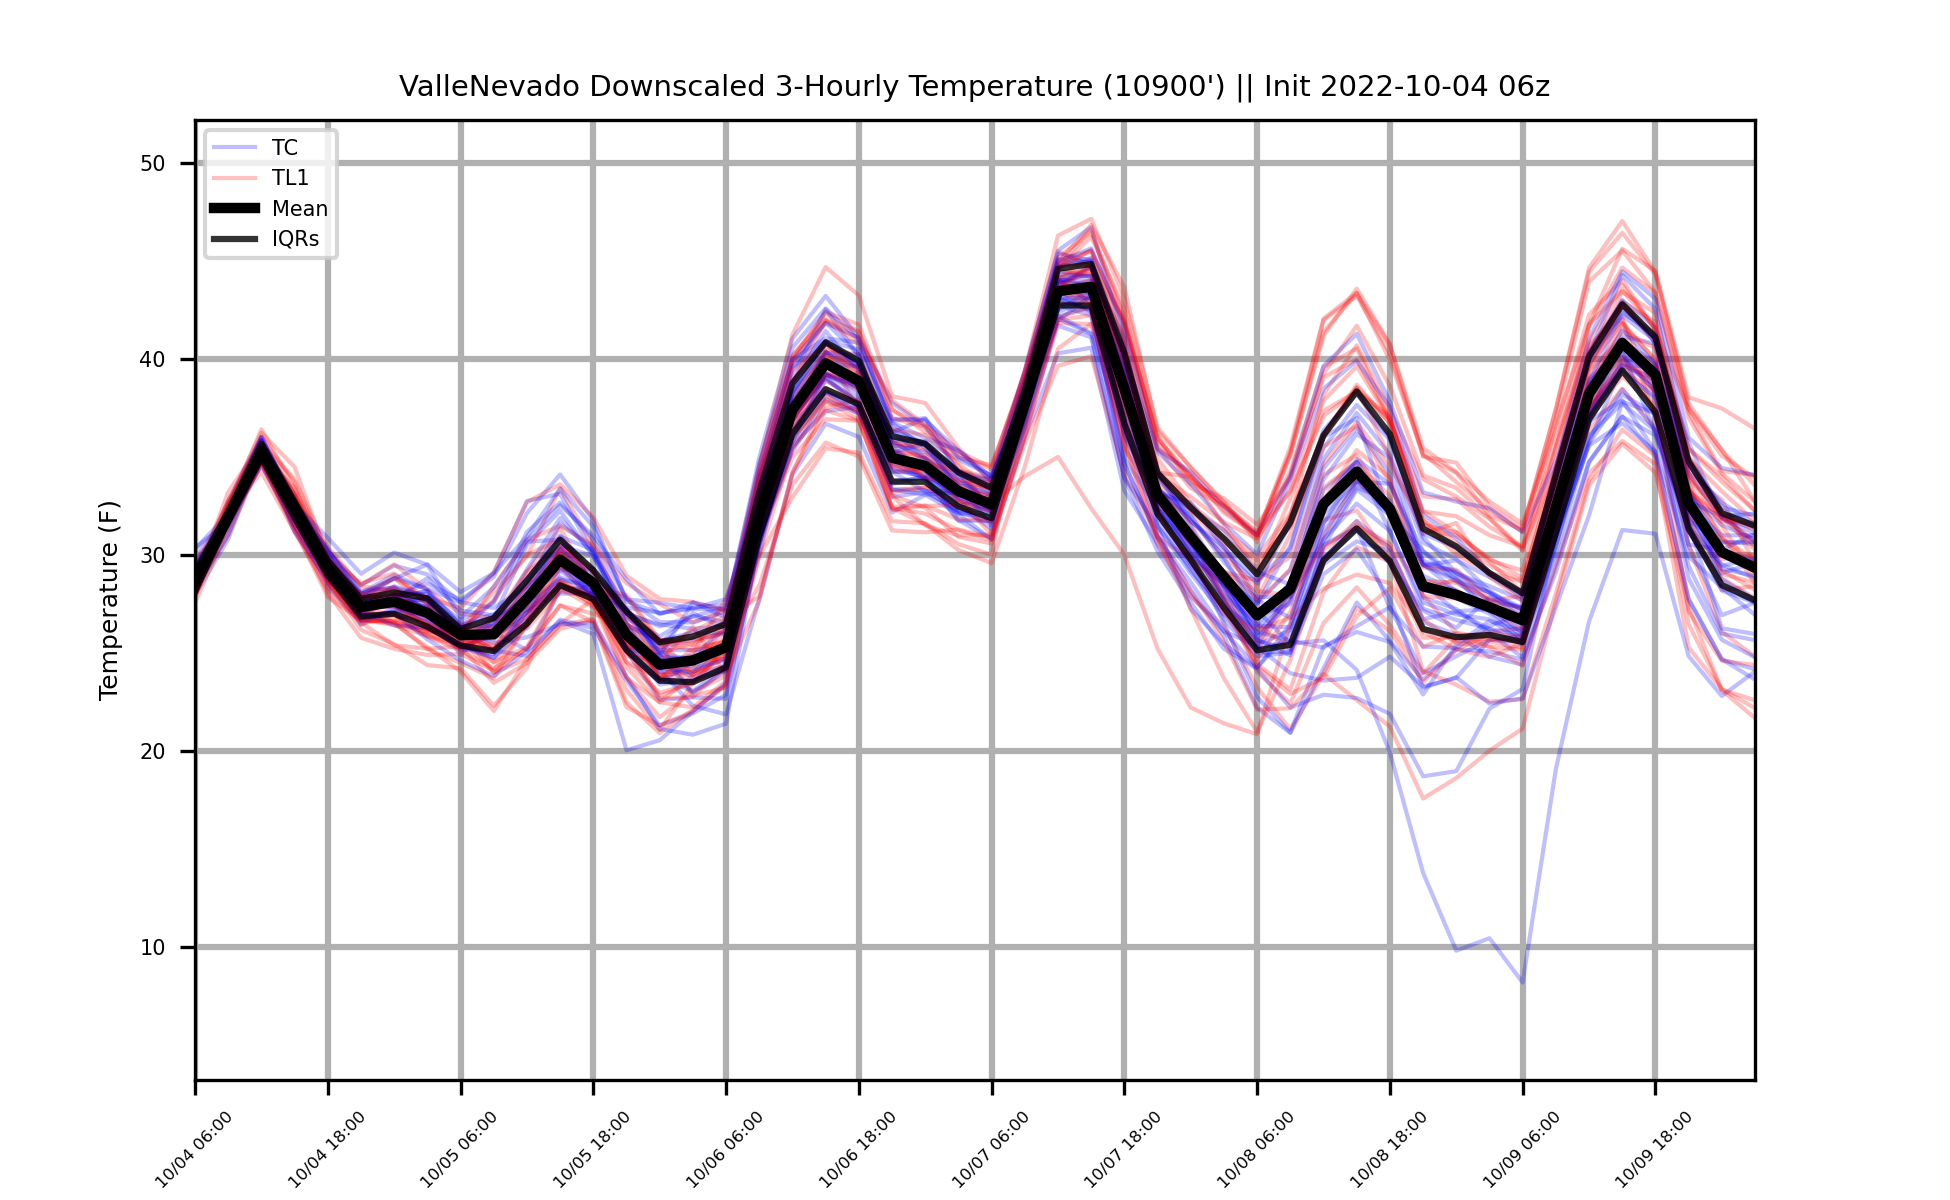 ValleNevado Downscaled 3-Hourly Temperature (10900') || Init 2022-10-04 06z
TC
TL1
Mean
IQRs
Temperature (F)
50
40
30
20
10
10/04 06:00
10/04 18:00
10/05 06:00
10/05 18:00
10/06 06:00
10/06 18:00
10/07 06:00
10/07 18:00
10/08 06:00
10/08 18:00
10/09 06:00
10/09 18:00